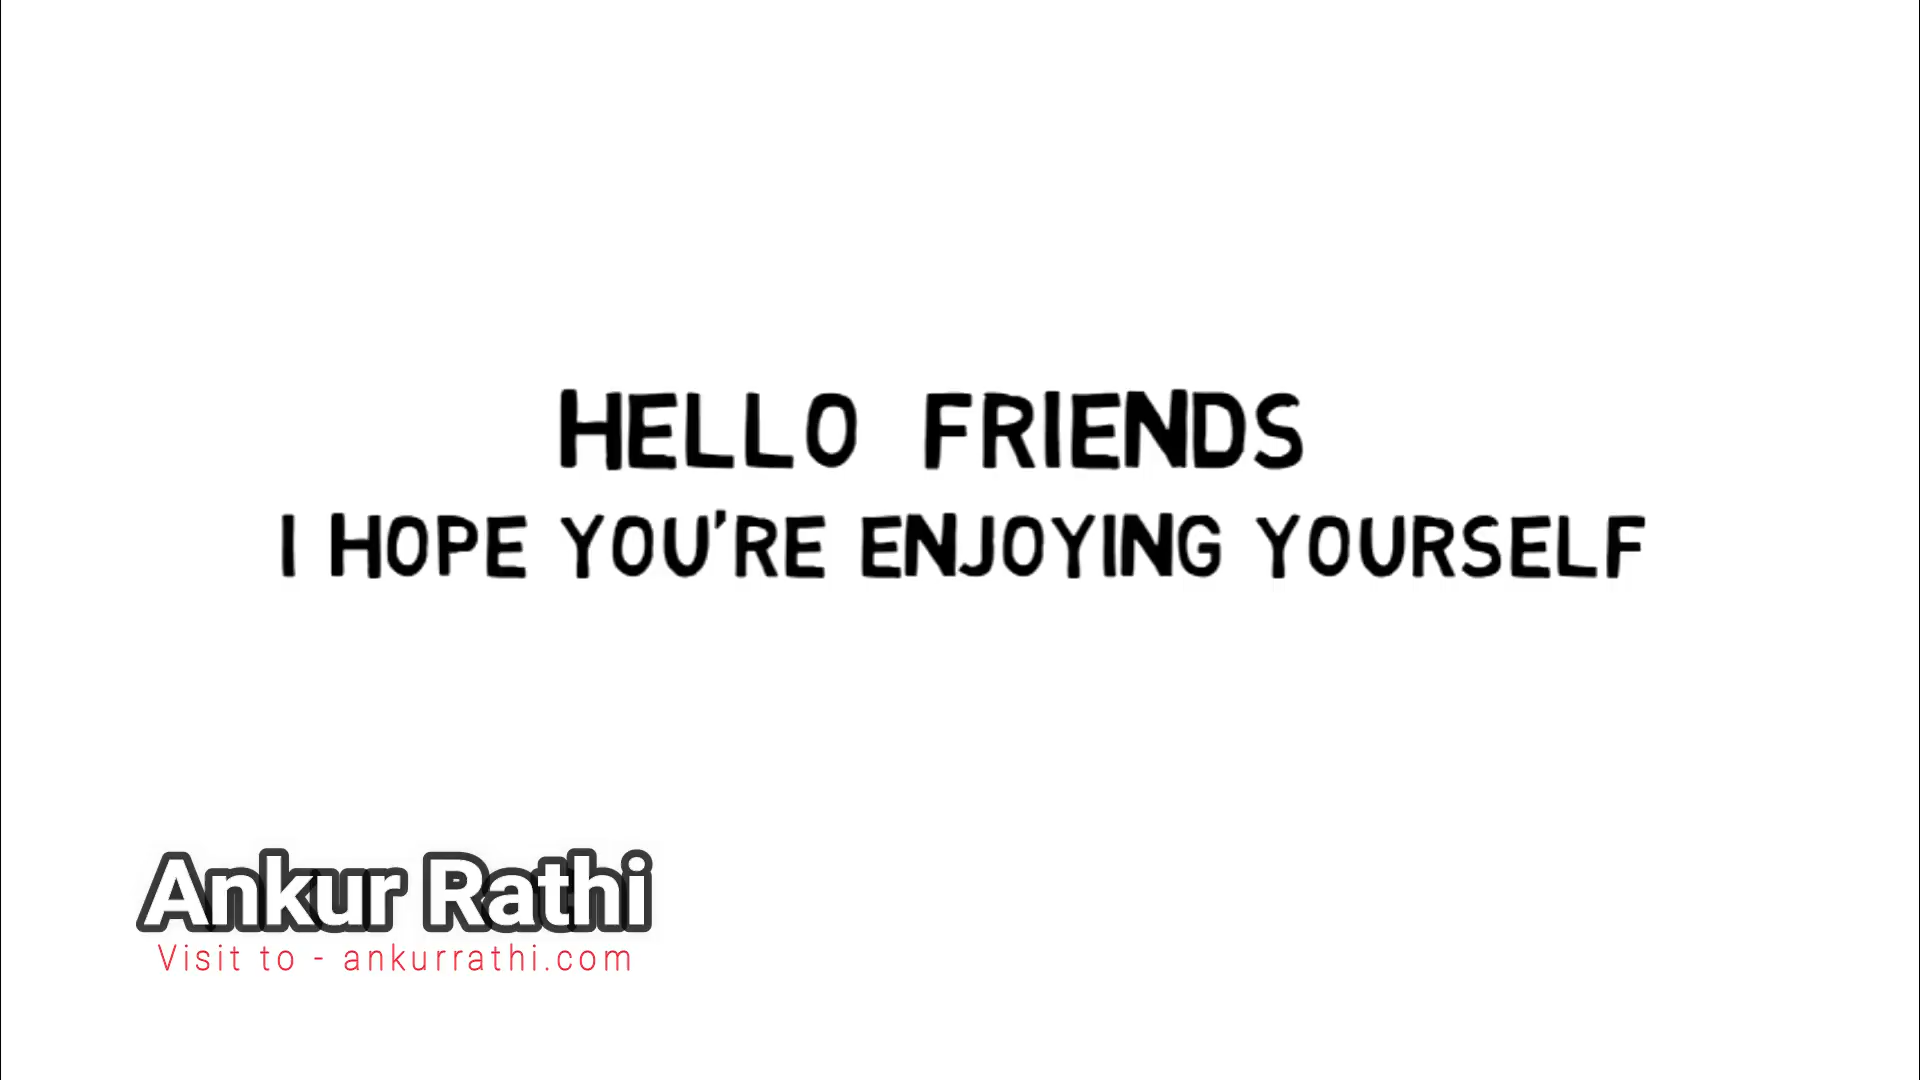 HELLO FRIENDS
I HOPE YOU'RE ENJOYING YOURSELF
Ankur Rathi
Visit to - ankurrathi.com